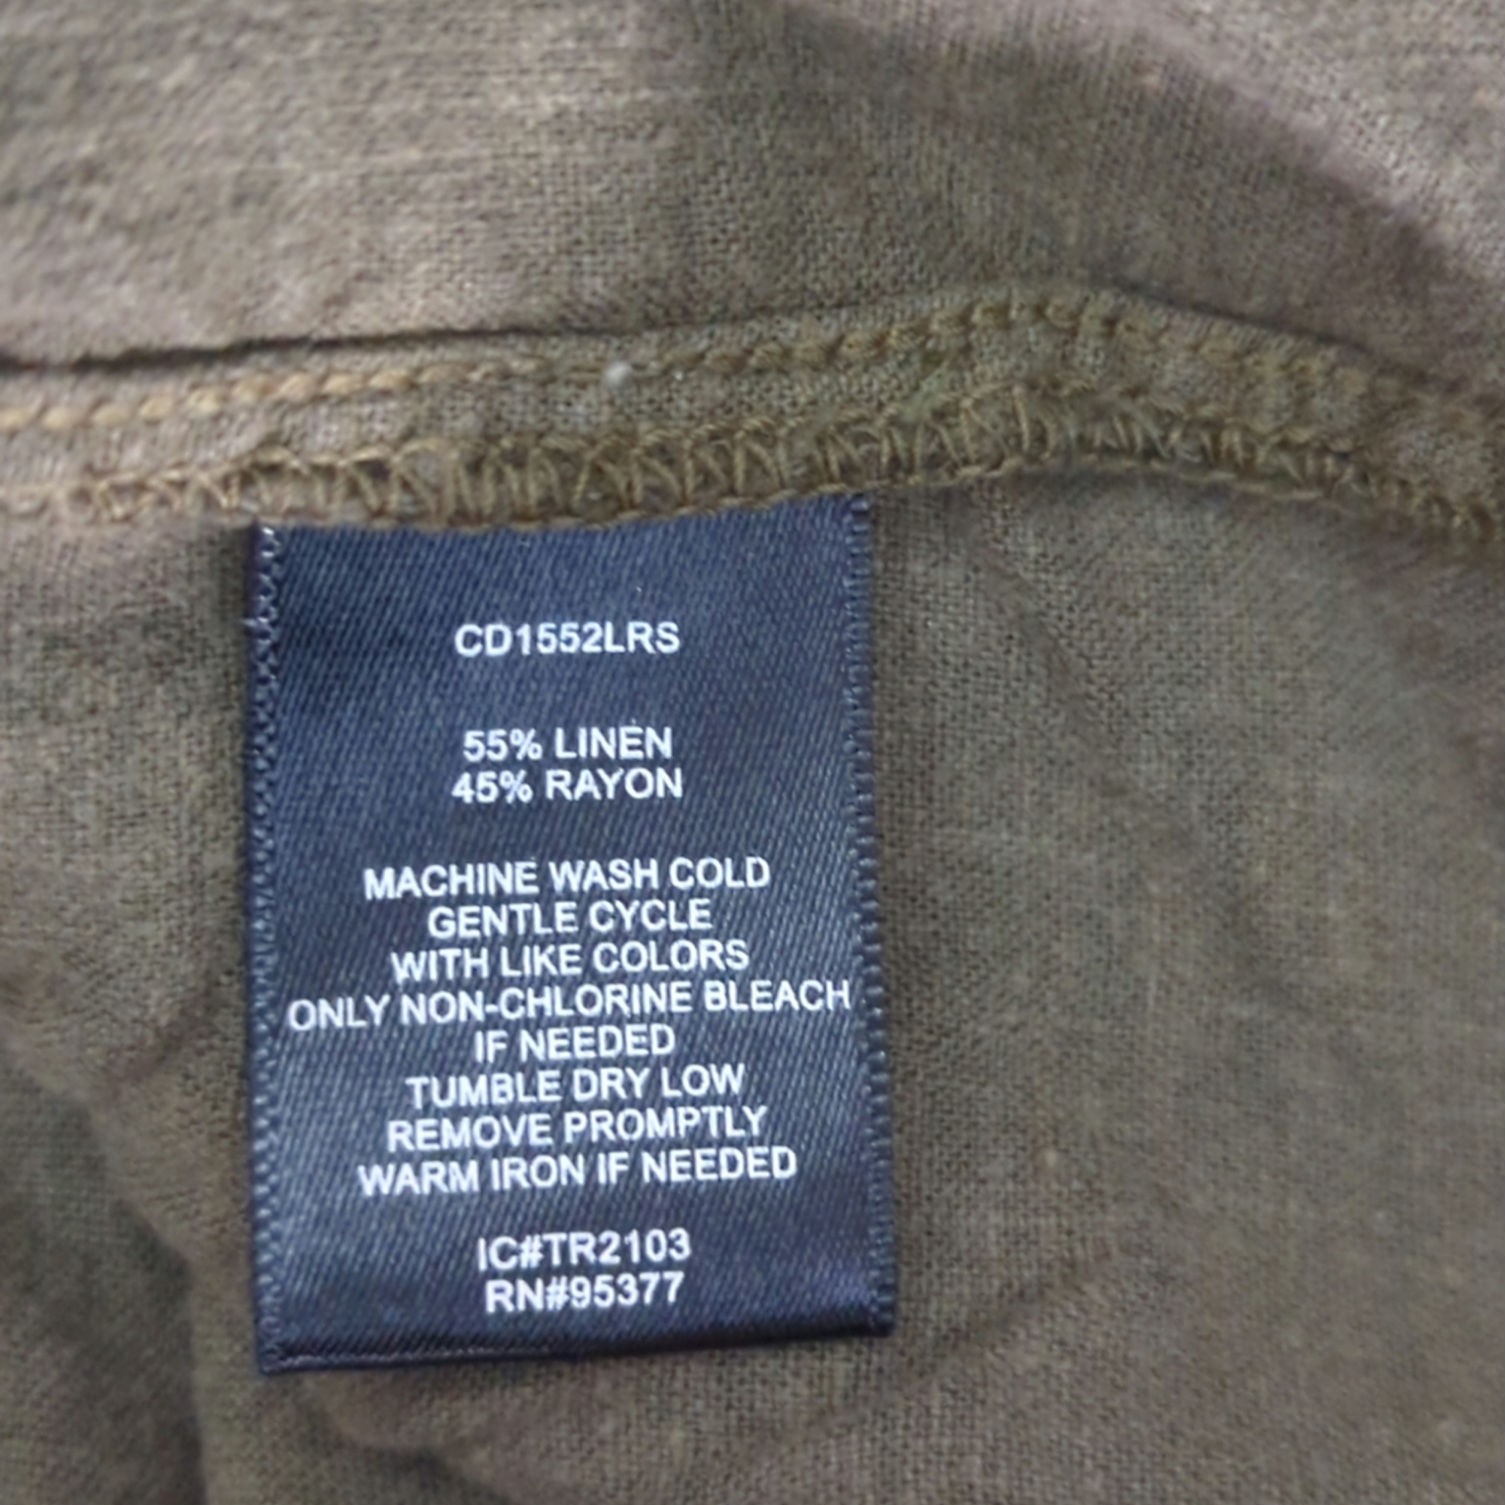 CD1552LRS
55% LINEN
45% RAYON
MACHINE WASH COLD
GENTLE CYCLE
WITH LIKE COLORS
ONLY NON-CHLORINE BLEACH
IF NEEDED
TUMBLE DRY LOW
REMOVE PROMPTLY
WARM IRON IF NEEDED
IC#TR2103
RN#95377